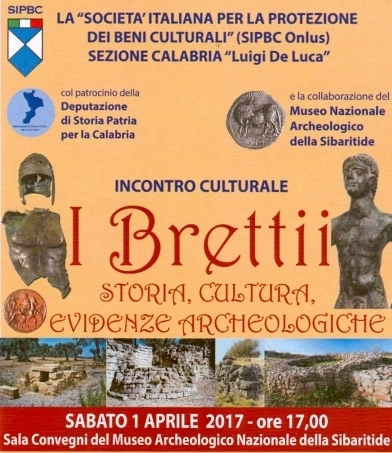 SIPBC
LA "SOCIETA' ITALIANA PER LA PROTEZIONE
DEI BENI CULTURALI" (SIPBC Onlus)
SEZIONE CALABRIA "Luigi De Luca"
col patrocinio della
Deputazione
di Storia Patria
per la Calabria
e la collaborazione del
Museo Nazionale
Archeologico
della Sibaritide
INCONTRO CULTURALE
I Brettii
STORIA, CULTURA,
EVIDENZE ARCHEOLOGICHE
SABATO 1 APRILE 2017 - ore 17,00
Sala Convegni del Museo Archeologico Nazionale della Sibaritide